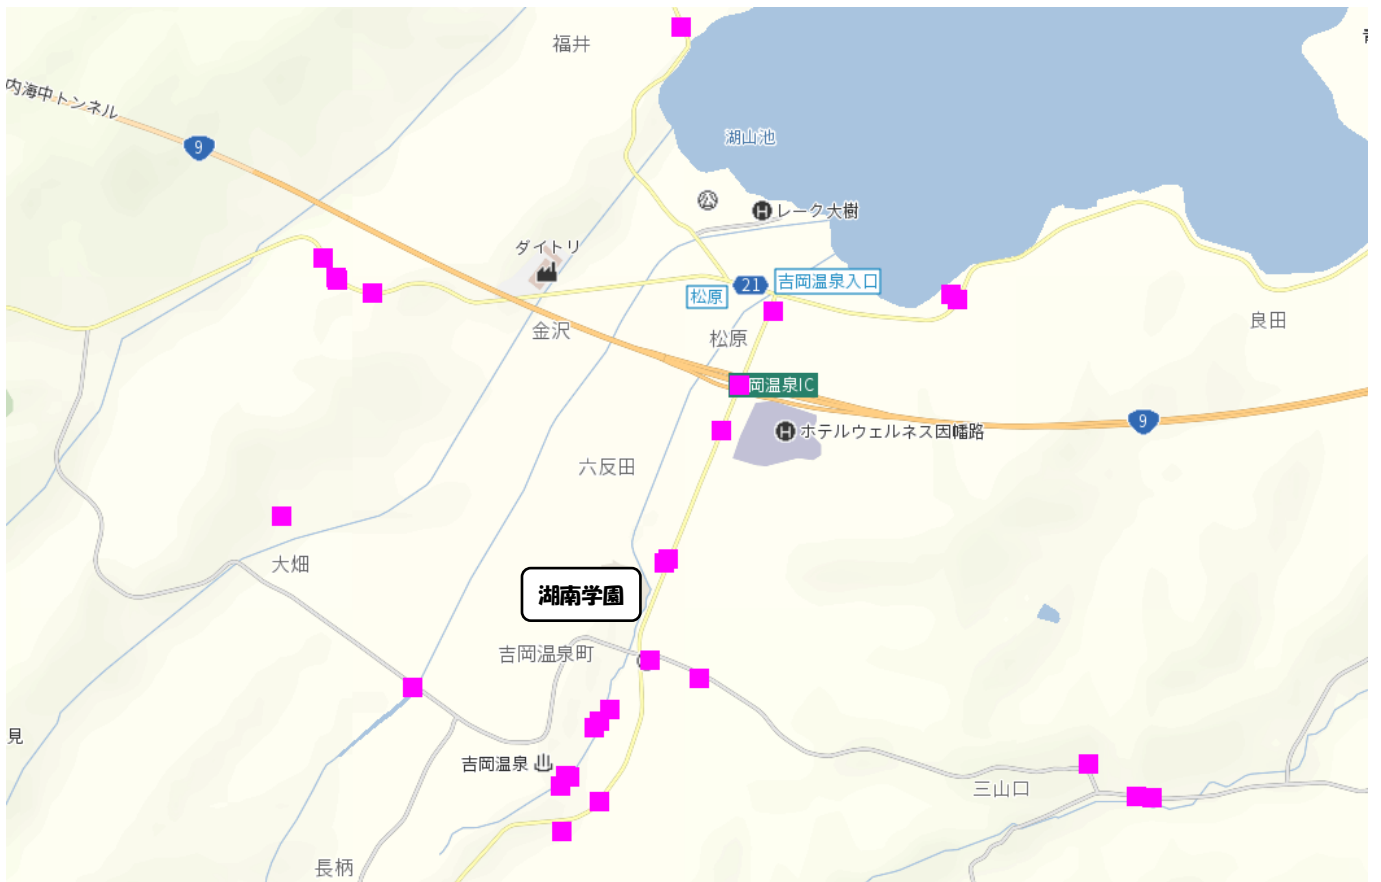 福井
内海中トンネル
9
湖山池
公
H レーク大樹
ダイトリ
21
吉岡温泉入口
松原
金沢
松原
良田
岡温泉IC
9
H ホテルウェルネス因幡路
六反田
大畑
湖南学園
吉岡温泉町
見
吉岡温泉
三山口
長柄